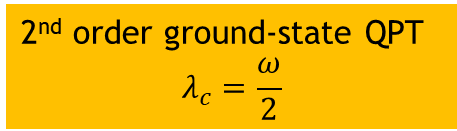 2nd order ground-state QPT
λc = ω/2